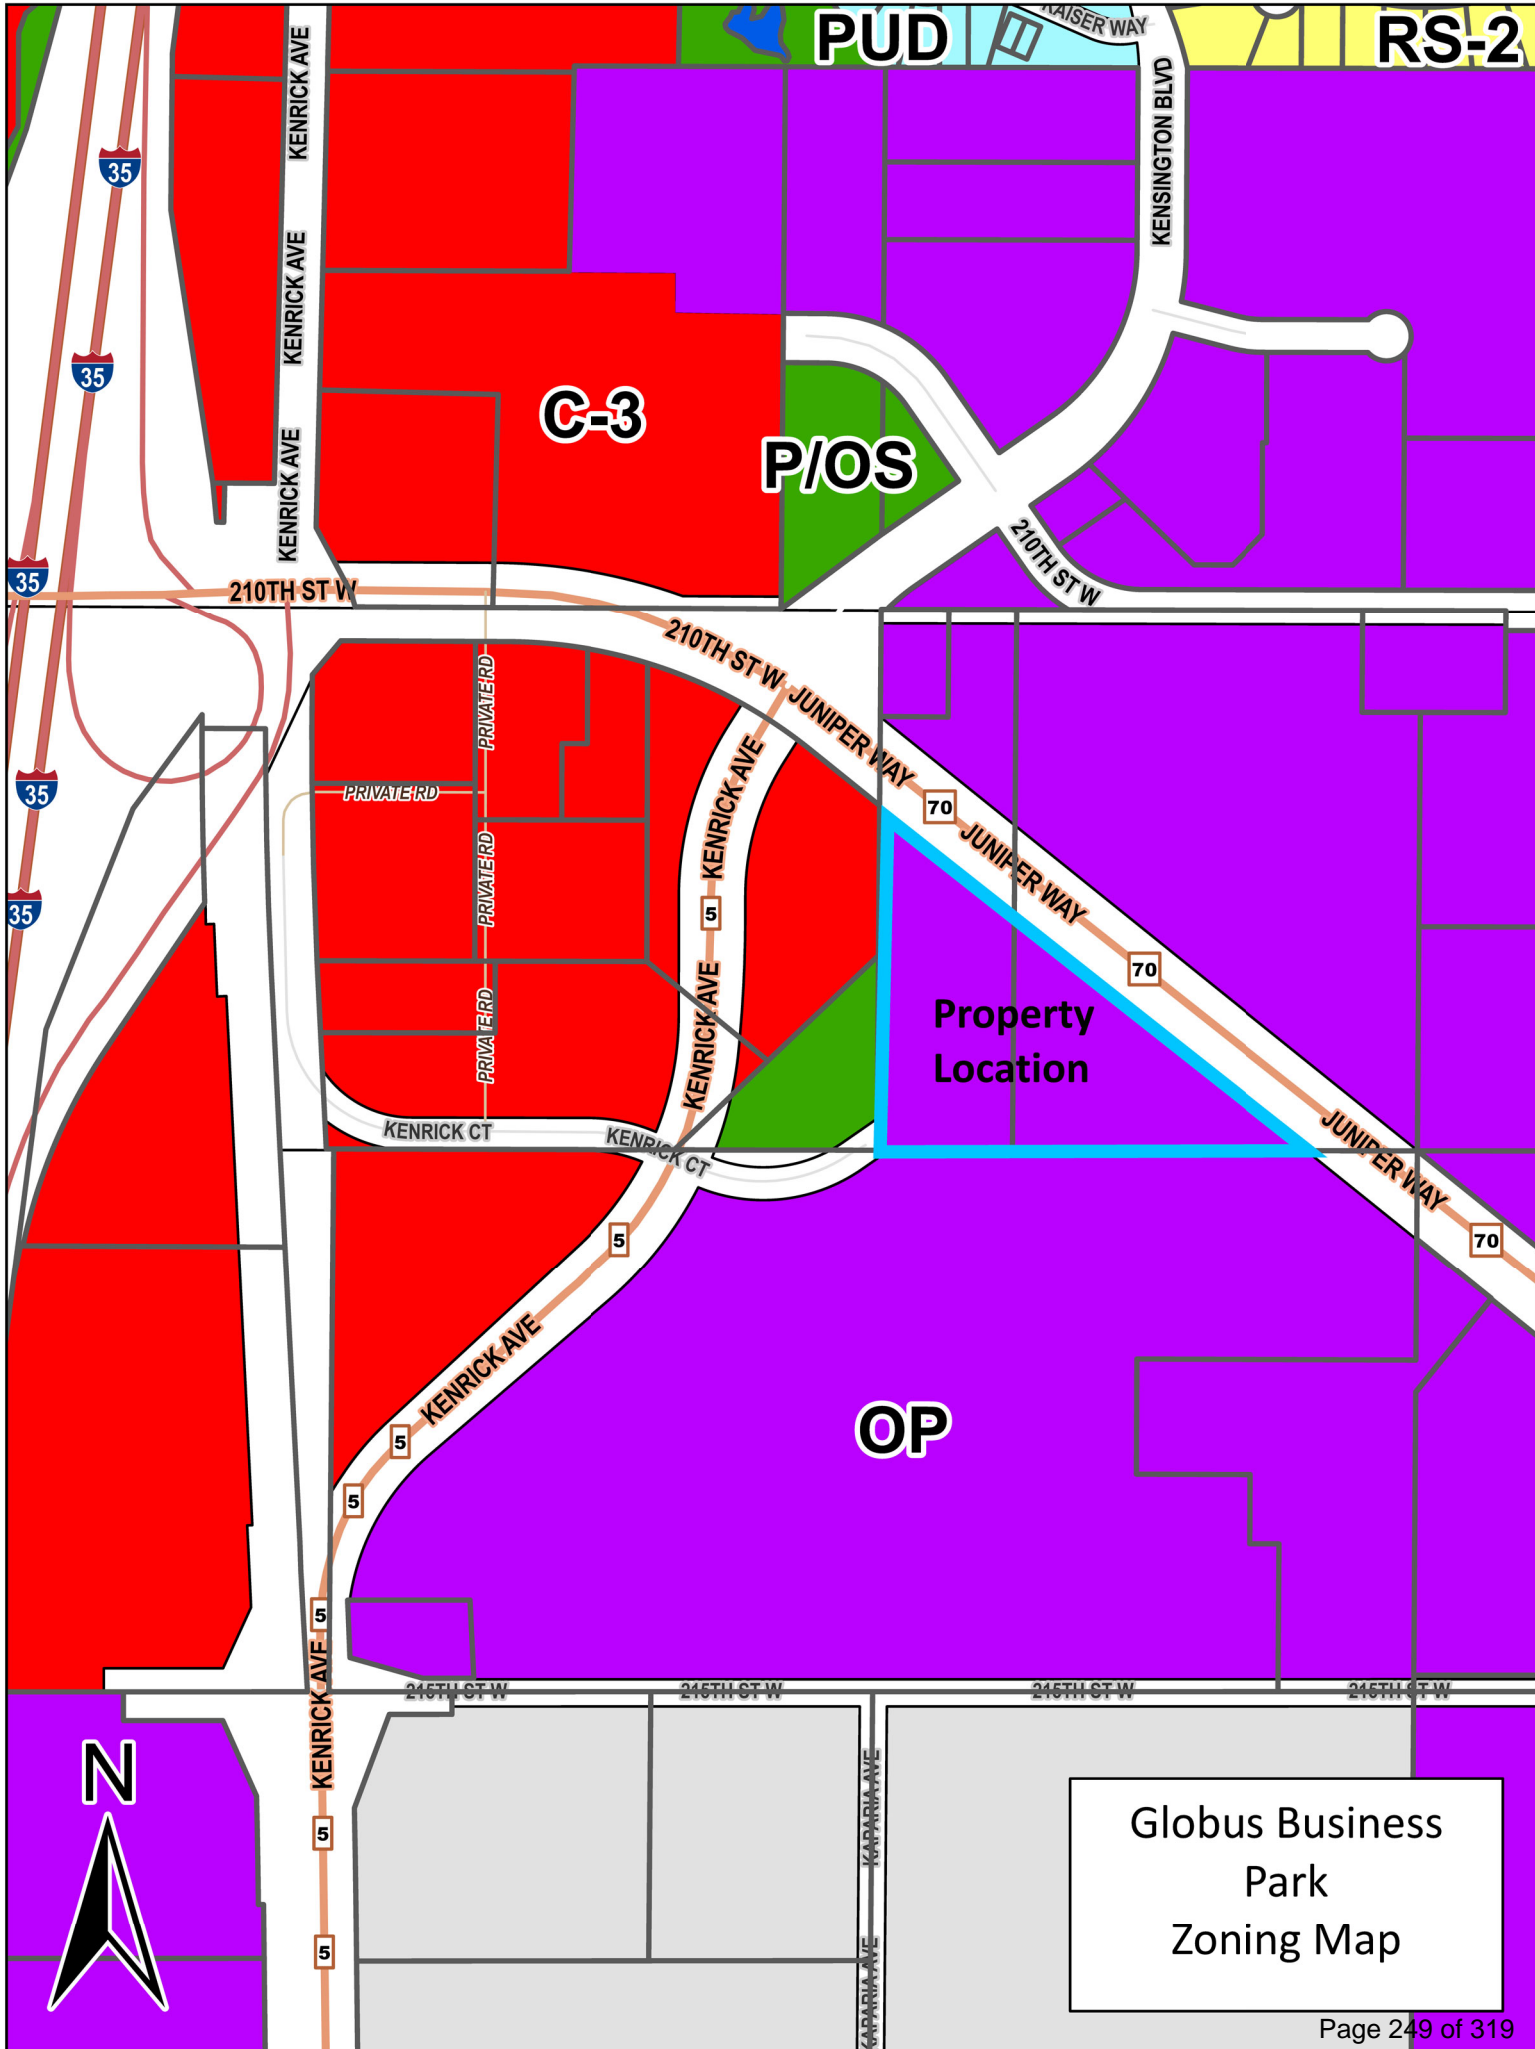 KAISER WAY
PUD
RS-2
KENRICK AVE
KENSINGTON BLVD
35
KENRICK AVE
35
C-3
P/OS
KENRICK AVE
210TH ST W
35
210TH ST W
210TH ST W
JUNIPER WAY
PRIVATE RD
PRIVATE RD
KENRICK AVE
35
70
JUNIPER WAY
PRIVATE RD
35
5
70
KENRICK AVE
PRIVATE RD
Property
Location
KENRICK CT
KENRICK CT
JUNIPER WAY
5
70
KENRICK AVE
5
OP
5
5
KENRICK AVE
215TH ST W
215TH ST W
215TH ST W
215TH ST W
N
KAPARIA AVE
5
5
KAPARIA AVE
Globus Business
Park
Zoning Map
Page 249 of 319